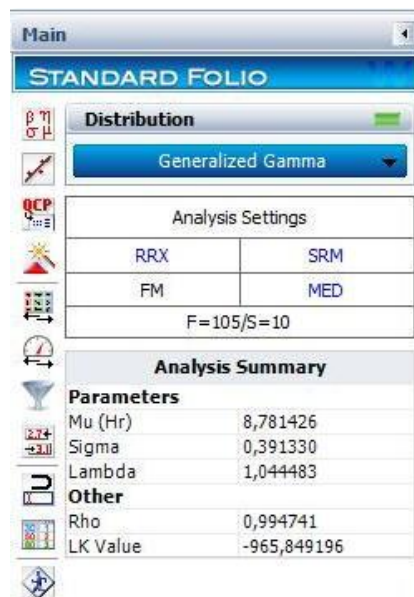 Main
STANDARD FOLIO
β η
σ μ
Distribution
Generalized Gamma
QCP
Analysis Settings
RRX SRM
FM MED
F=105/S=10
Analysis Summary
Parameters
Mu (Hr) 8,781426
Sigma 0,391330
Lambda 1,044483
Other
Rho 0,994741
LK Value -965,849196